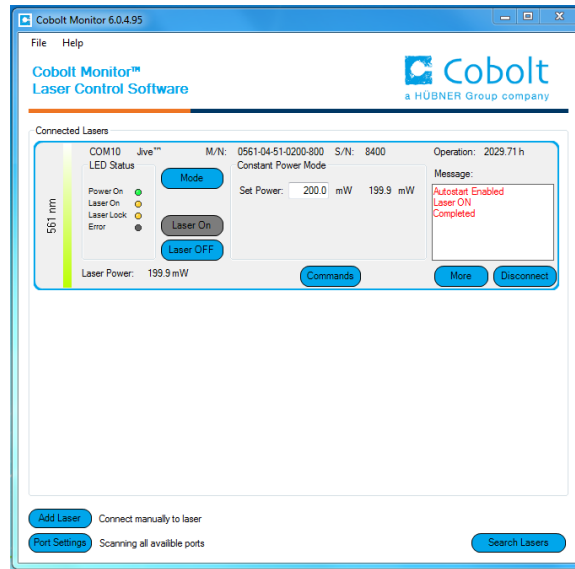 Cobolt Monitor 6.0.4.95
File Help
Cobolt Monitor™
Laser Control Software
Cobolt
a HÜBNER Group company
Connected Lasers
COM10 Jive™ M/N: 0561-04-51-0200-800 S/N: 8400 Operation: 2029.71 h
LED Status
Power On
Laser On
Laser Lock
Error
561 nm
Mode
Laser On
Laser OFF
Constant Power Mode
Set Power: 200.0 mW 199.9 mW
Message:
Autostart Enabled
Laser ON
Completed
Laser Power: 199.9 mW
Commands
More
Disconnect
Add Laser Connect manually to laser
Port Settings Scanning all availible ports
Search Lasers